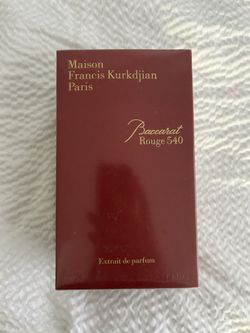 Maison
Francis Kurkdjian
Paris
Baccarat
Rouge 540
Extrait de parfum